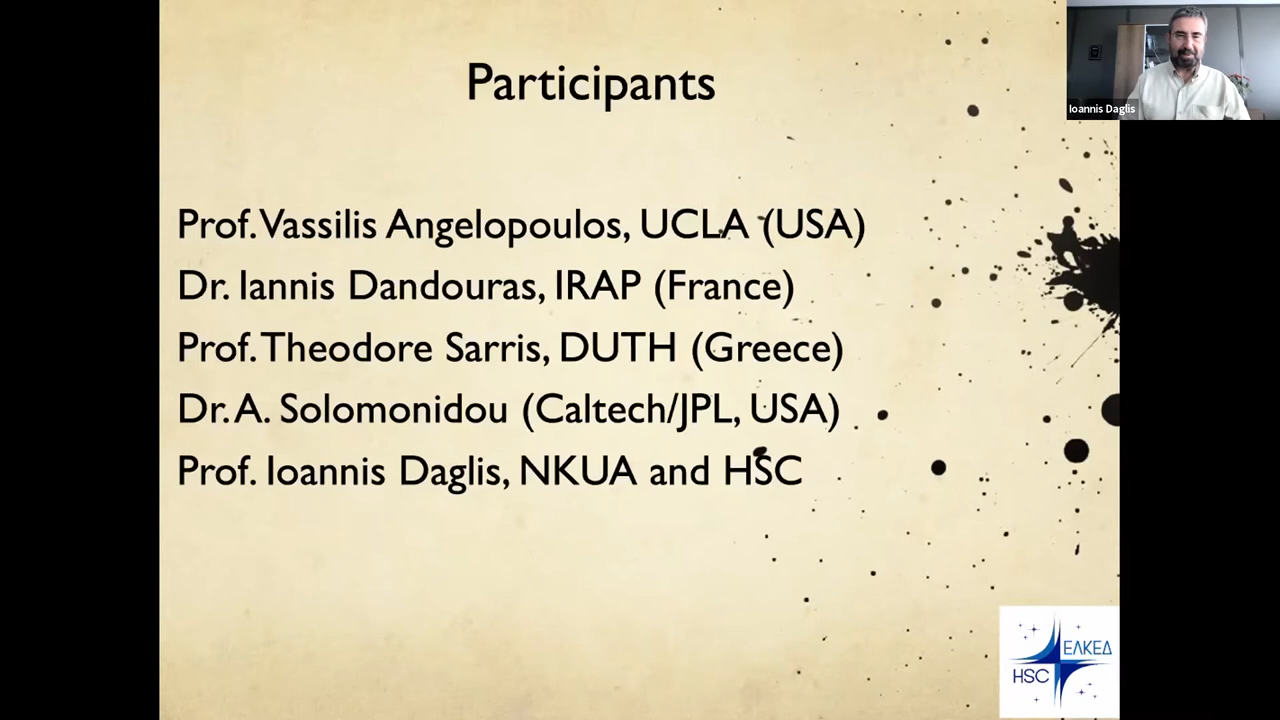 Participants
Ioannis Daglis
Prof. Vassilis Angelopoulos, UCLA (USA)
Dr. Iannis Dandouras, IRAP (France)
Prof. Theodore Sarris, DUTH (Greece)
Dr. A. Solomonidou (Caltech/JPL, USA)
Prof. Ioannis Daglis, NKUA and HSC
ΕΛΚΕΔ
HSC